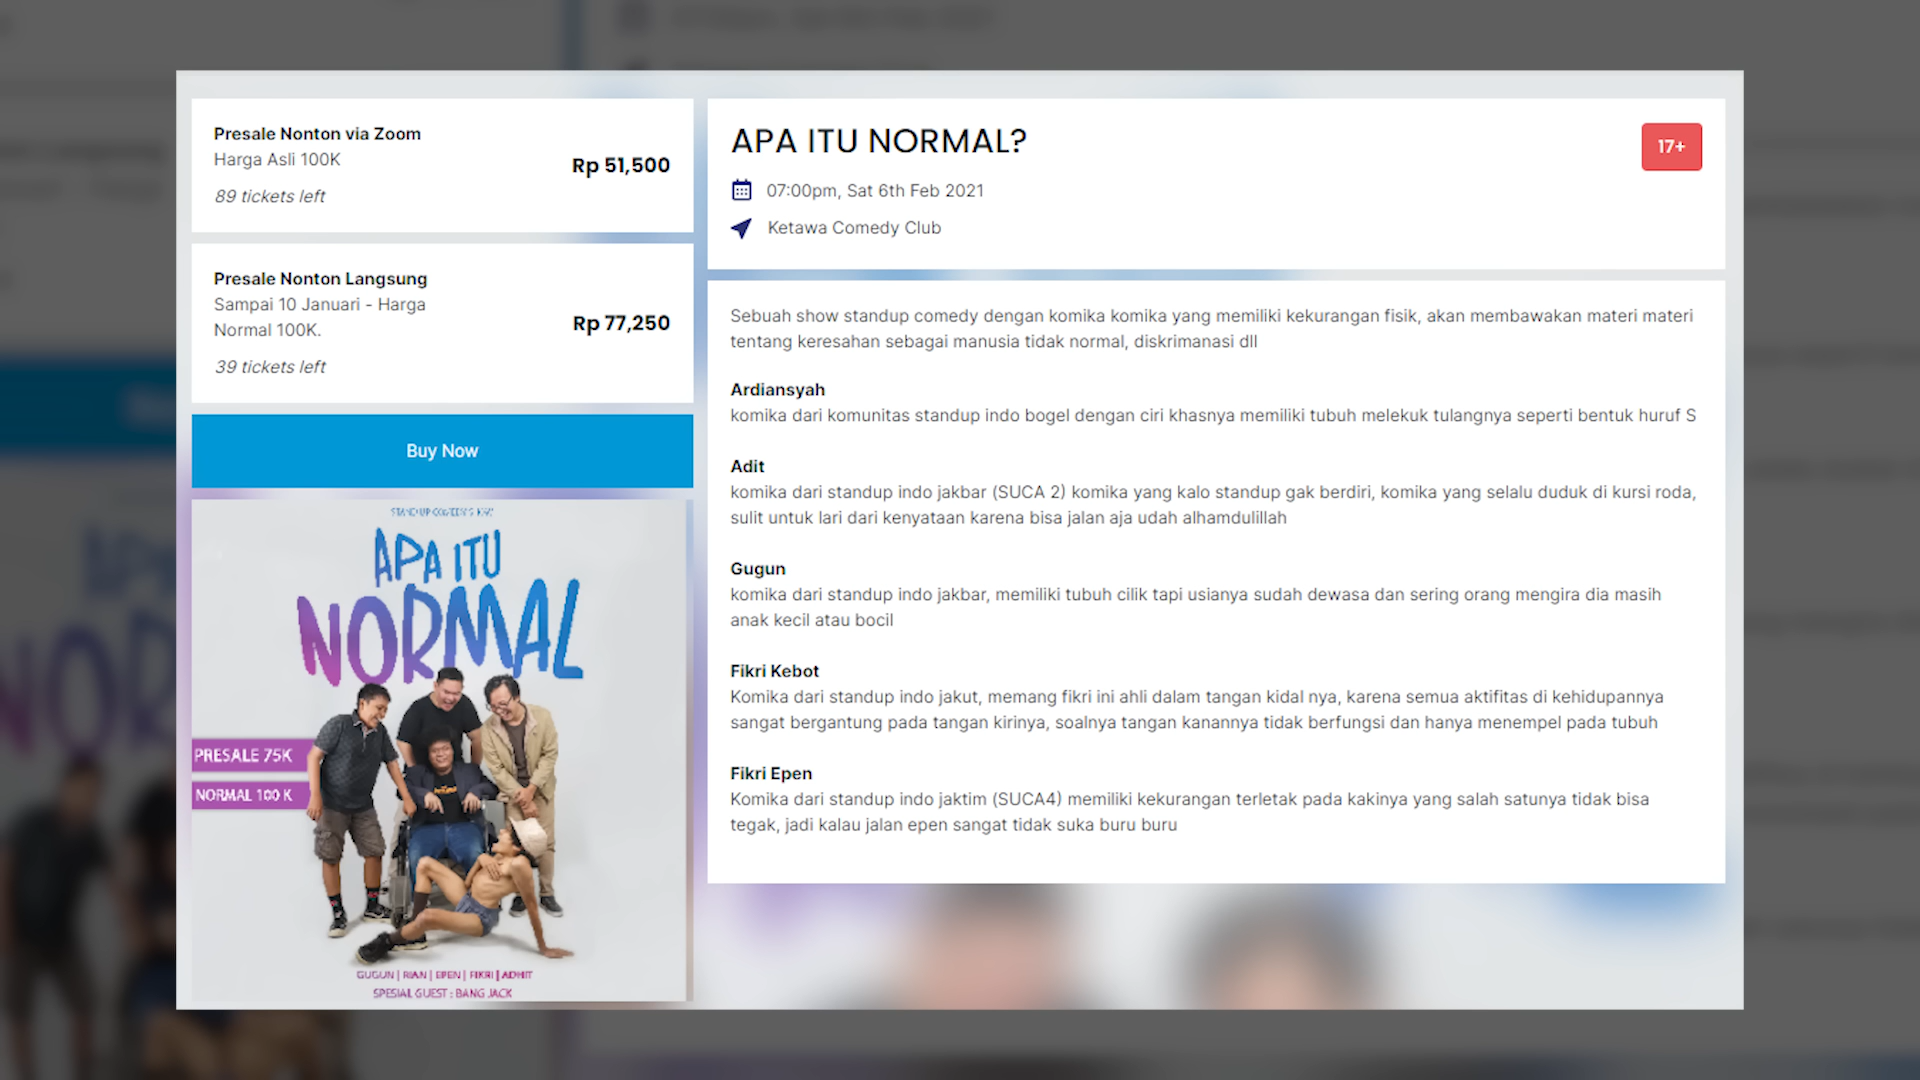 Presale Nonton via Zoom
Harga Asli 100K
89 tickets left
Rp 51,500
Presale Nonton Langsung
Sampai 10 Januari - Harga
Normal 100K.
39 tickets left
Rp 77,250
Buy Now
STANDUP COMEDY SHOW
APA ITU
NORMAL
PRESALE 75K
NORMAL 100 K
GUGUN | RIAN | EPEN | FIKRI | ADHIT
SPESIAL GUEST : BANG JACK
APA ITU NORMAL?
17+
07:00pm, Sat 6th Feb 2021
Ketawa Comedy Club
Sebuah show standup comedy dengan komika komika yang memiliki kekurangan fisik, akan membawakan materi materi
tentang keresahan sebagai manusia tidak normal, diskrimanasi dll
Ardiansyah
komika dari komunitas standup indo bogel dengan ciri khasnya memiliki tubuh melekuk tulangnya seperti bentuk huruf S
Adit
komika dari standup indo jakbar (SUCA 2) komika yang kalo standup gak berdiri, komika yang selalu duduk di kursi roda,
sulit untuk lari dari kenyataan karena bisa jalan aja udah alhamdulillah
Gugun
komika dari standup indo jakbar, memiliki tubuh cilik tapi usianya sudah dewasa dan sering orang mengira dia masih
anak kecil atau bocil
Fikri Kebot
Komika dari standup indo jakut, memang fikri ini ahli dalam tangan kidal nya, karena semua aktifitas di kehidupannya
sangat bergantung pada tangan kirinya, soalnya tangan kanannya tidak berfungsi dan hanya menempel pada tubuh
Fikri Epen
Komika dari standup indo jaktim (SUCA4) memiliki kekurangan terletak pada kakinya yang salah satunya tidak bisa
tegak, jadi kalau jalan epen sangat tidak suka buru buru